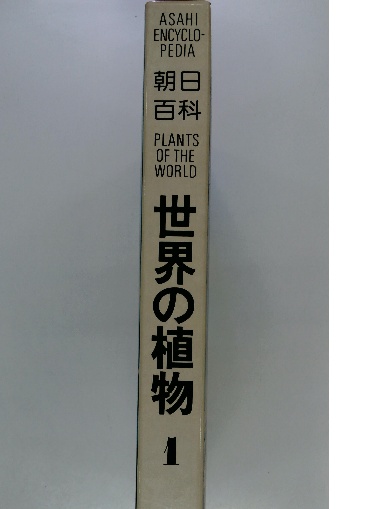 ASAHI
ENCYCLO-
PEDIA
朝日
百科
PLANTS
OF THE
WORLD
世界の植物
1